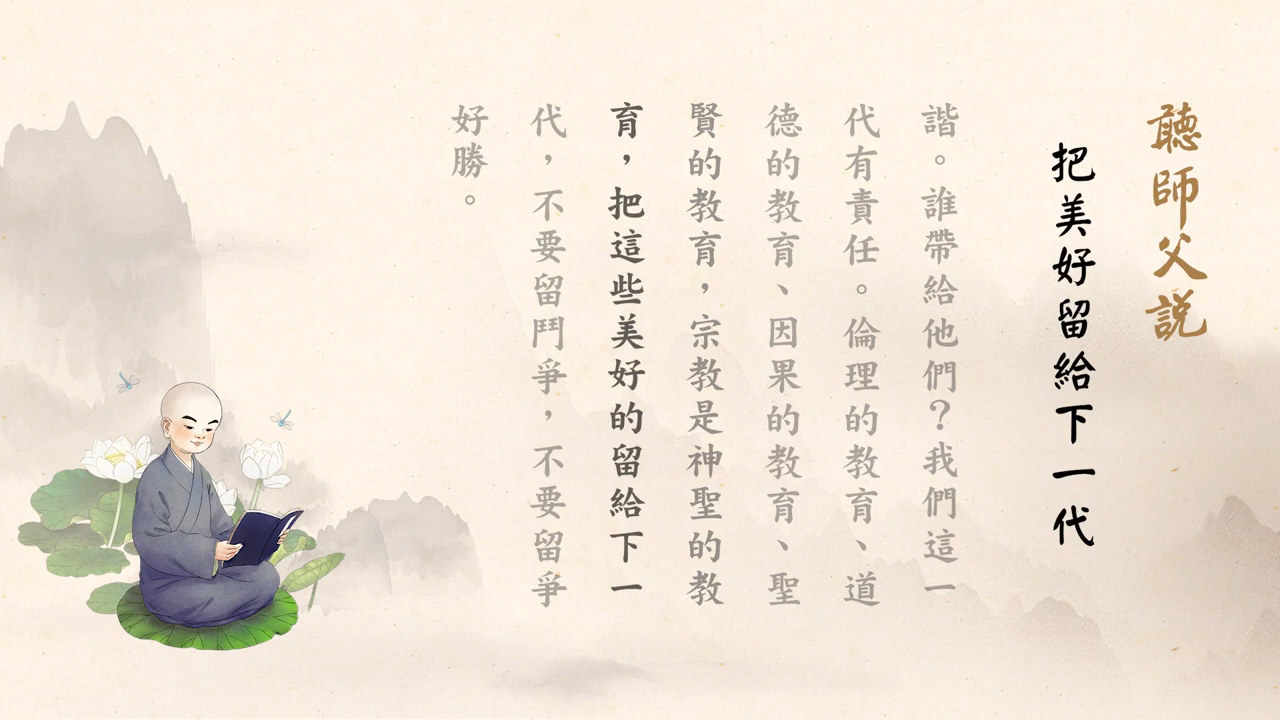 聽師父説
把美好留給下一代
諧。誰帶給他們？我們這一
代有責任。倫理的教育、道
德的教育、因果的教育、聖
賢的教育，宗教是神聖的教
育，把這些美好的留給下一
代，不要留鬥爭，不要留爭
好勝。